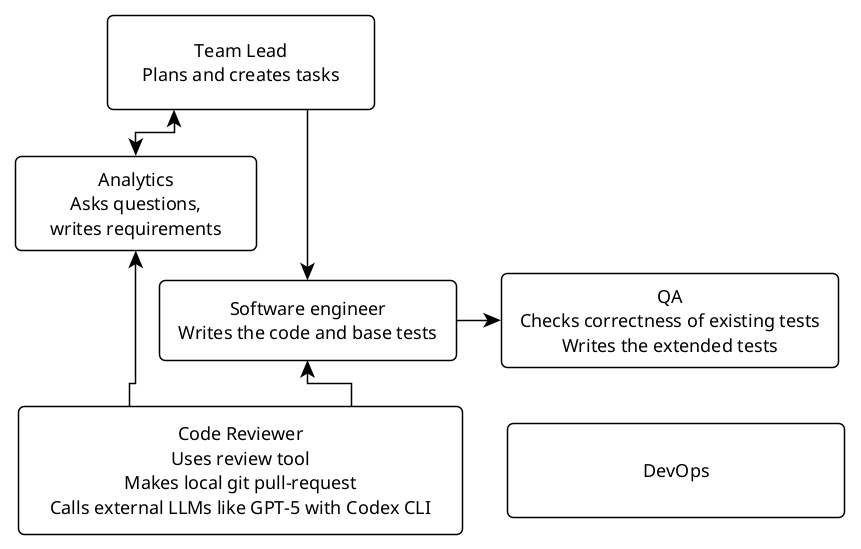 Team Lead
Plans and creates tasks
Analytics
Asks questions,
writes requirements
Software engineer
Writes the code and base tests
QA
Checks correctness of existing tests
Writes the extended tests
Code Reviewer
Uses review tool
Makes local git pull-request
Calls external LLMs like GPT-5 with Codex CLI
DevOps